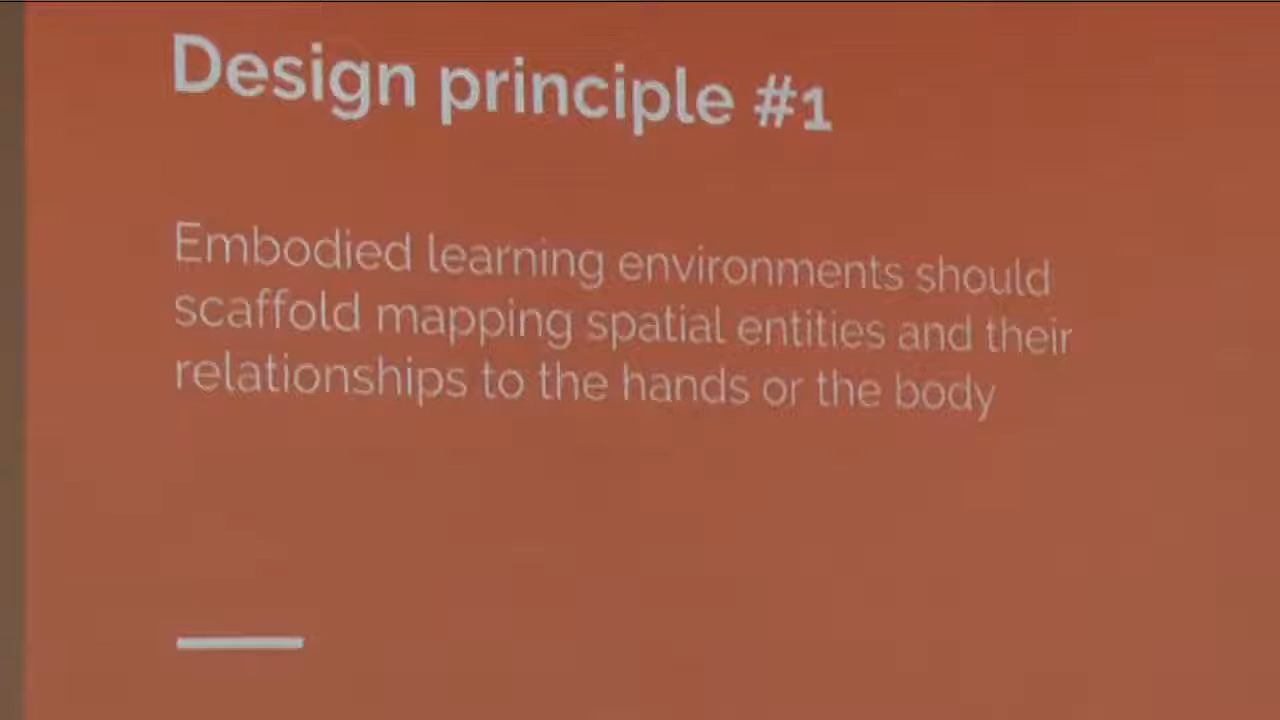 Design principle #1
Embodied learning environments should
scaffold mapping spatial entities and their
relationships to the hands or the body